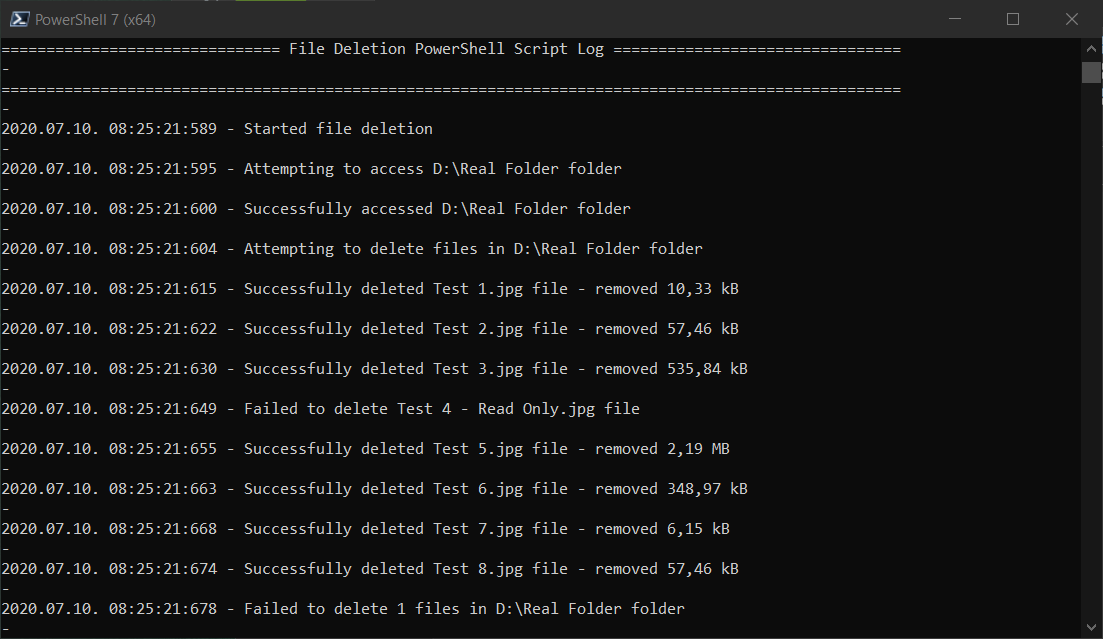 PowerShell 7 (x64)
=============================== File Deletion PowerShell Script Log ================================
-
====================================================================================================
-
2020.07.10. 08:25:21:589 - Started file deletion
-
2020.07.10. 08:25:21:595 - Attempting to access D:\Real Folder folder
-
2020.07.10. 08:25:21:600 - Successfully accessed D:\Real Folder folder
-
2020.07.10. 08:25:21:604 - Attempting to delete files in D:\Real Folder folder
-
2020.07.10. 08:25:21:615 - Successfully deleted Test 1.jpg file - removed 10,33 kB
-
2020.07.10. 08:25:21:622 - Successfully deleted Test 2.jpg file - removed 57,46 kB
-
2020.07.10. 08:25:21:630 - Successfully deleted Test 3.jpg file - removed 535,84 kB
-
2020.07.10. 08:25:21:649 - Failed to delete Test 4 - Read Only.jpg file
-
2020.07.10. 08:25:21:655 - Successfully deleted Test 5.jpg file - removed 2,19 MB
-
2020.07.10. 08:25:21:663 - Successfully deleted Test 6.jpg file - removed 348,97 kB
-
2020.07.10. 08:25:21:668 - Successfully deleted Test 7.jpg file - removed 6,15 kB
-
2020.07.10. 08:25:21:674 - Successfully deleted Test 8.jpg file - removed 57,46 kB
-
2020.07.10. 08:25:21:678 - Failed to delete 1 files in D:\Real Folder folder
-